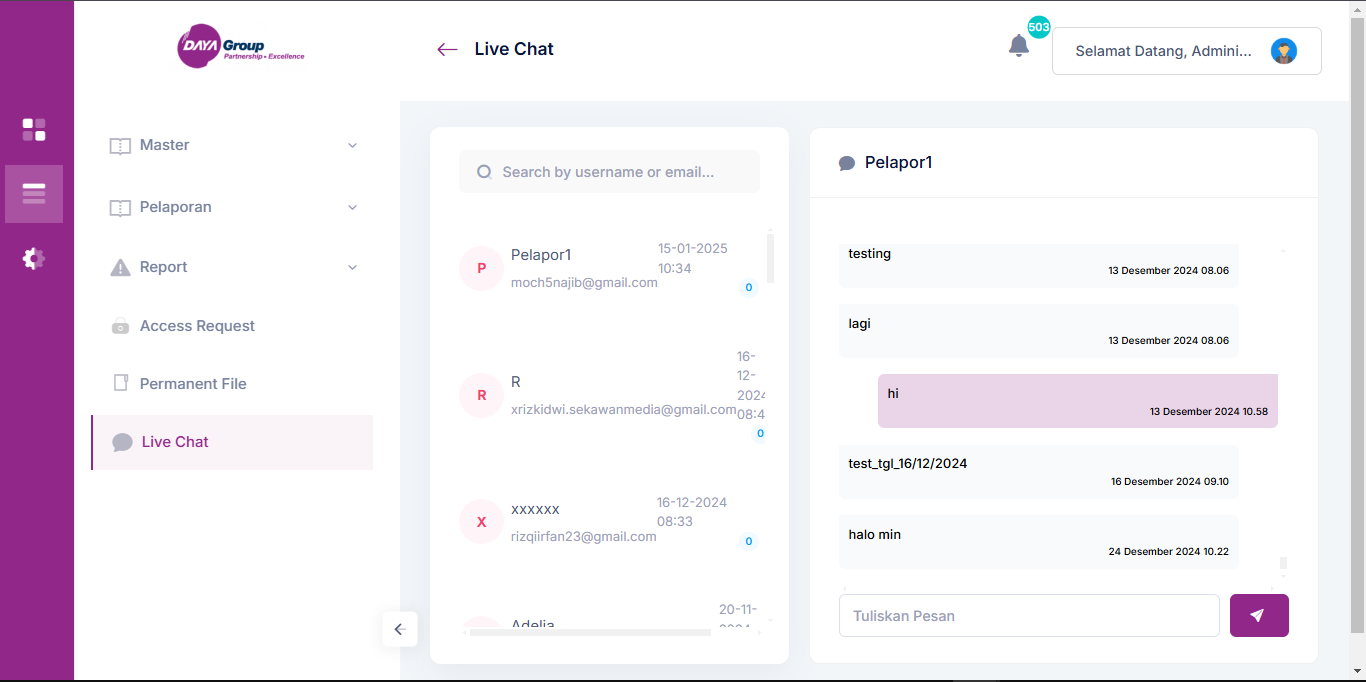 DAYA Group
Partnership • Excellence
Live Chat
503
Selamat Datang, Admini...
Master
Pelaporan
Report
Access Request
Permanent File
Live Chat
Search by username or email...
P
Pelapor1
moch5najib@gmail.com
15-01-2025
10:34
0
R
R
xrizkidwi.sekawanmedia@gmail.com
16-
12-
2024
08:4
0
X
xxxxxx
rizqiirfan23@gmail.com
16-12-2024
08:33
0
Adelia
20-11-
2024
Pelapor1
testing
13 Desember 2024 08.06
lagi
13 Desember 2024 08.06
hi
13 Desember 2024 10.58
test_tgl_16/12/2024
16 Desember 2024 09.10
halo min
24 Desember 2024 10.22
Tuliskan Pesan